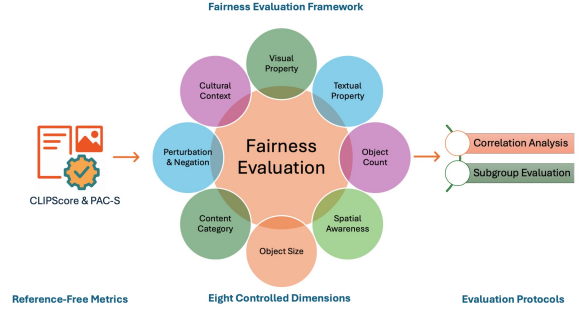 Fairness Evaluation Framework
Visual
Property
Cultural
Context
Textual
Property
Perturbation
& Negation
Fairness
Evaluation
Object
Count
Correlation Analysis
Subgroup Evaluation
CLIPScore & PAC-S
Content
Category
Spatial
Awareness
Object Size
Reference-Free Metrics
Eight Controlled Dimensions
Evaluation Protocols